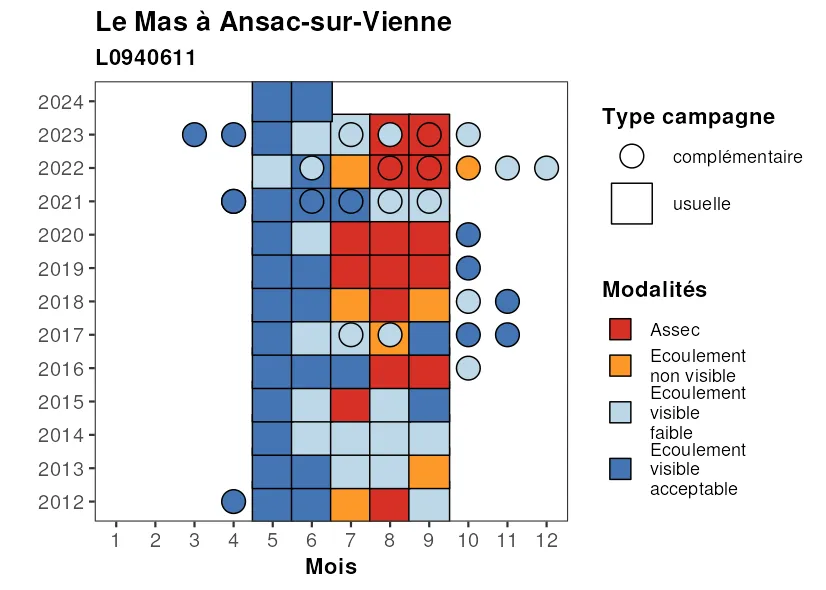 Le Mas à Ansac-sur-Vienne
L0940611
2024
2023
2022
2021
2020
2019
2018
2017
2016
2015
2014
2013
2012
1 2 3 4 5 6 7 8 9 10 11 12
Mois
Type campagne
complémentaire
usuelle
Modalités
Assec
Ecoulement
non visible
Ecoulement
visible
faible
Ecoulement
visible
acceptable